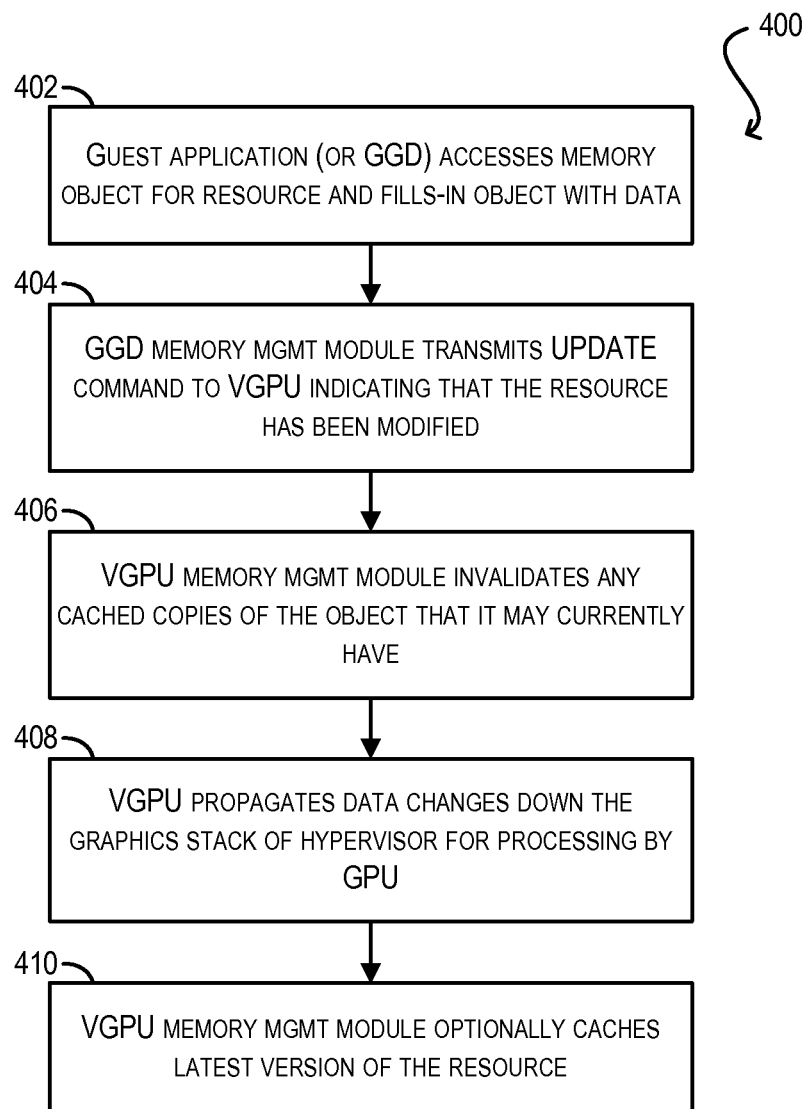 400
402
GUEST APPLICATION (OR GGD) ACCESSES MEMORY
OBJECT FOR RESOURCE AND FILLS-IN OBJECT WITH DATA
404
GGD MEMORY MGMT MODULE TRANSMITS UPDATE
COMMAND TO VGPU INDICATING THAT THE RESOURCE
HAS BEEN MODIFIED
406
VGPU MEMORY MGMT MODULE INVALIDATES ANY
CACHED COPIES OF THE OBJECT THAT IT MAY CURRENTLY
HAVE
408
VGPU PROPAGATES DATA CHANGES DOWN THE
GRAPHICS STACK OF HYPERVISOR FOR PROCESSING BY
GPU
410
VGPU MEMORY MGMT MODULE OPTIONALLY CACHES
LATEST VERSION OF THE RESOURCE